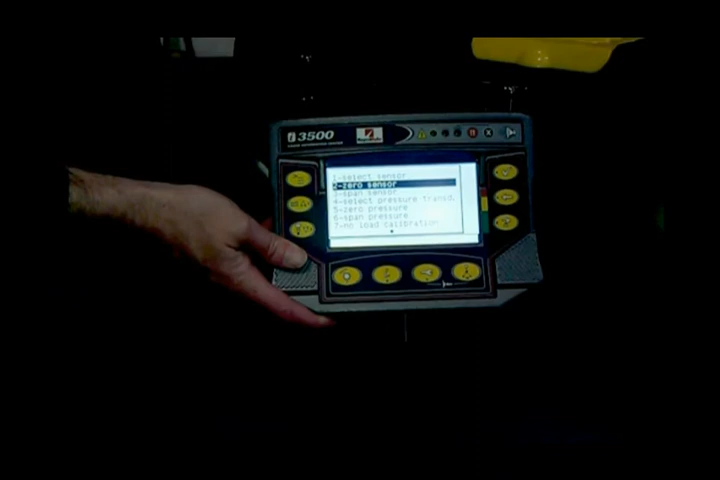 i 3500
1-select sensor
2-zero sensor
3-span sensor
4-select pressure transd.
5-zero pressure
6-span pressure
7-no load calibration